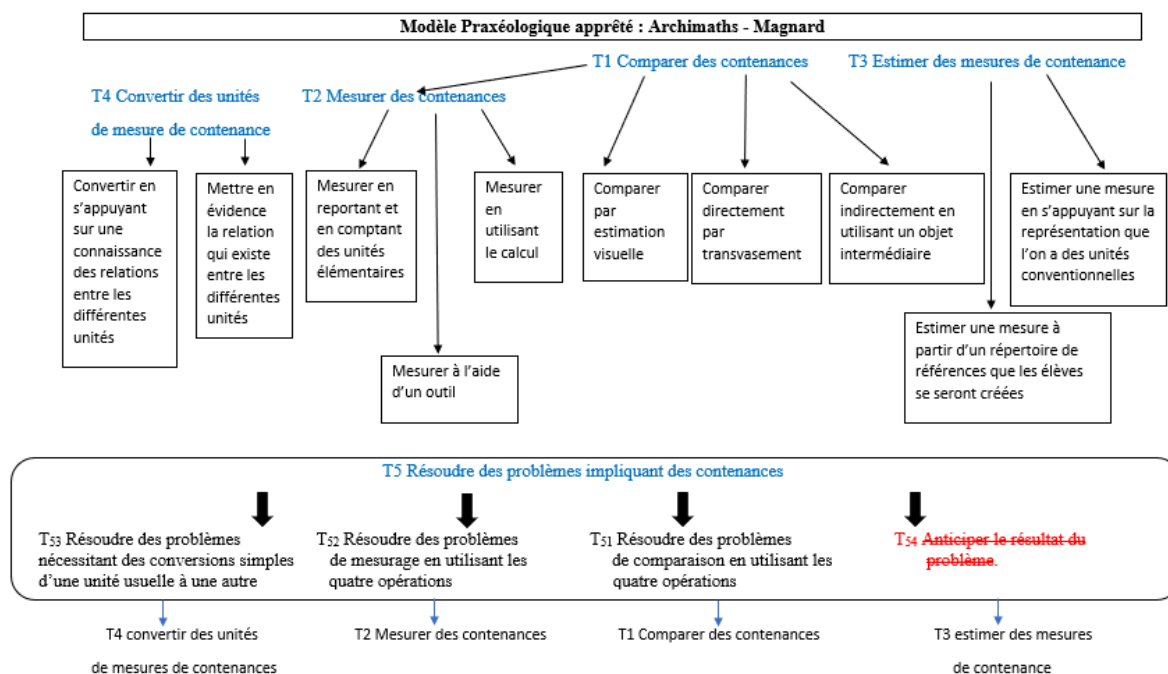 Modèle Praxéologique apprêté : Archimaths - Magnard
T1 Comparer des contenances
T3 Estimer des mesures de contenance
T4 Convertir des unités
de mesure de contenance
T2 Mesurer des contenances
Convertir en
s’appuyant
sur une
connaissance
des relations
entre les
différentes
unités
Mettre en
évidence
la relation
qui existe
entre les
différentes
unités
Mesurer en
reportant et
en comptant
des unités
élémentaires
Mesurer
en
utilisant
le calcul
Comparer
par
estimation
visuelle
Comparer
directement
par
transvasement
Comparer
indirectement en
utilisant un objet
intermédiaire
Estimer une mesure
en s’appuyant sur la
représentation que
l’on a des unités
conventionnelles
Mesurer à l’aide
d’un outil
Estimer une mesure à
partir d’un répertoire de
références que les élèves
se seront créées
T5 Résoudre des problèmes impliquant des contenances
T53 Résoudre des problèmes
nécessitant des conversions simples
d’une unité usuelle à une autre
T52 Résoudre des problèmes
de mesurage en utilisant les
quatre opérations
T51 Résoudre des problèmes
de comparaison en utilisant les
quatre opérations
T54 Anticiper le résultat du
problème.
T4 convertir des unités
de mesures de contenances
T2 Mesurer des contenances
T1 Comparer des contenances
T3 estimer des mesures
de contenance